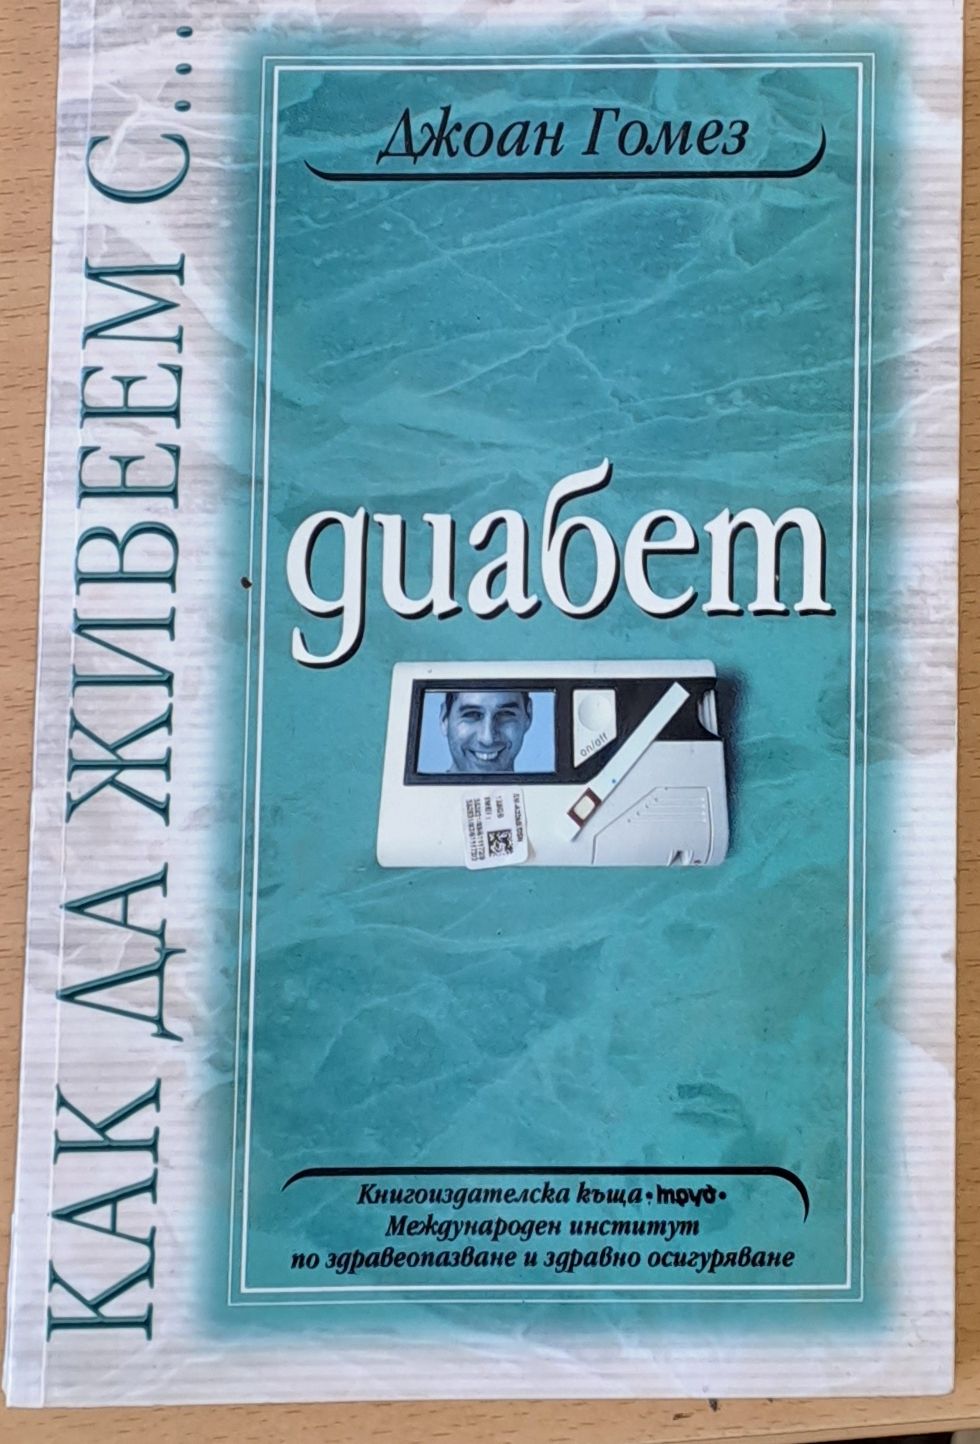 КАК ДА ЖИВЕЕМ С...
Джоан Гомез
диабет
on/off
Книгоиздателска къща •труд•
Международен институт
по здравеопазване и здравно осигуряване